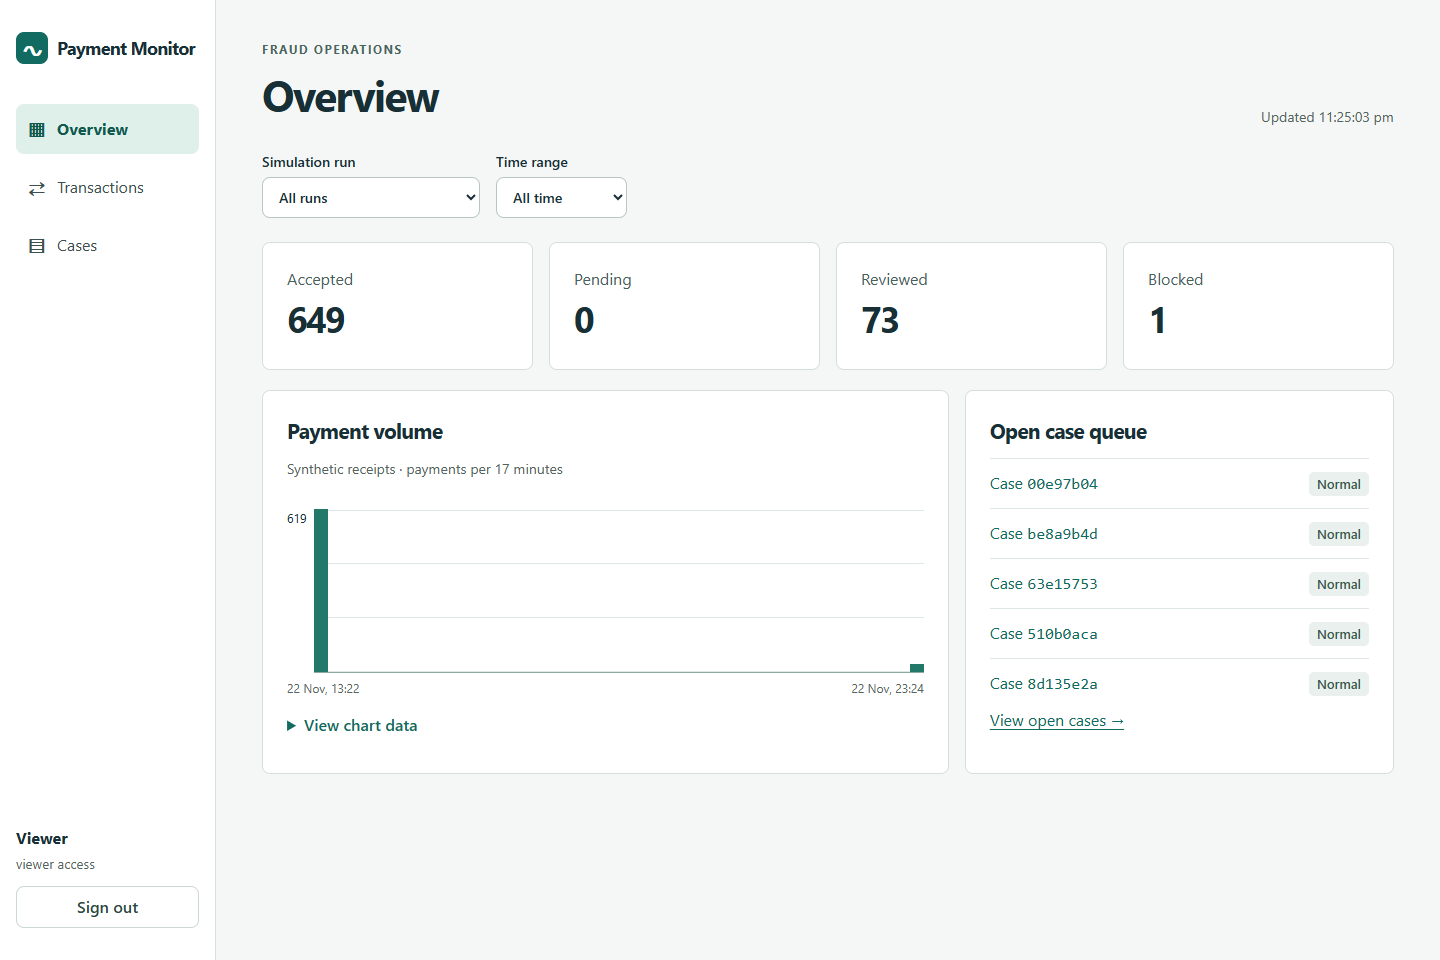 Payment Monitor
Overview
Transactions
Cases
Viewer
viewer access
Sign out
FRAUD OPERATIONS
Overview
Updated 11:25:03 pm
Simulation run
Time range
All runs
All time
Accepted
649
Pending
0
Reviewed
73
Blocked
1
Payment volume
Synthetic receipts · payments per 17 minutes
619
22 Nov, 13:22
22 Nov, 23:24
▶ View chart data
Open case queue
Case 00e97b04 Normal
Case be8a9b4d Normal
Case 63e15753 Normal
Case 510b0aca Normal
Case 8d135e2a Normal
View open cases →